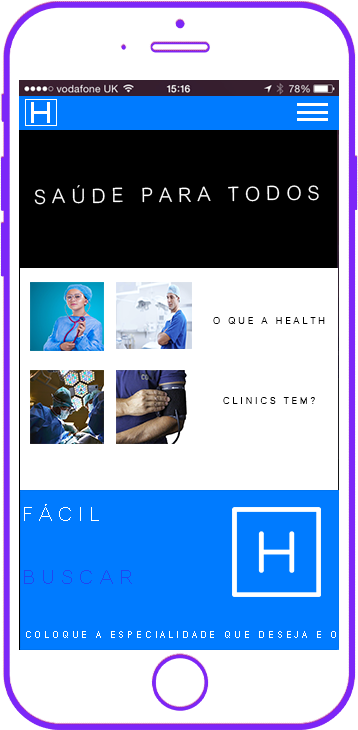 vodafone UK 15:16 78%
H
SAÚDE PARA TODOS
O QUE A HEALTH
CLINICS TEM?
FÁCIL
H
BUSCAR
COLOQUE A ESPECIALIDADE QUE DESEJA E O